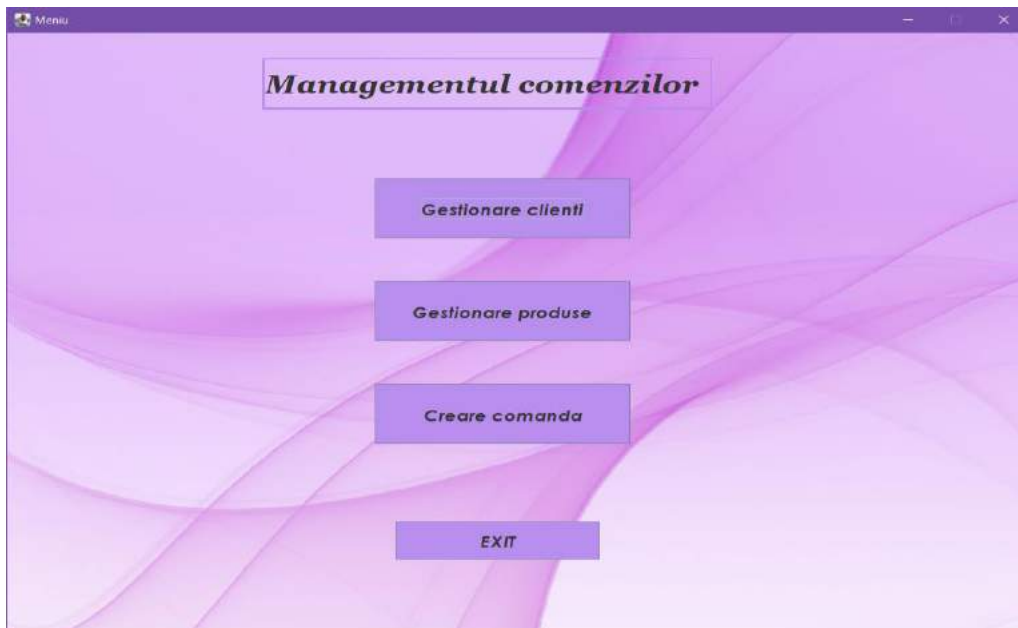 Meniu
Managementul comenzilor
Gestionare clienti
Gestionare produse
Creare comanda
EXIT